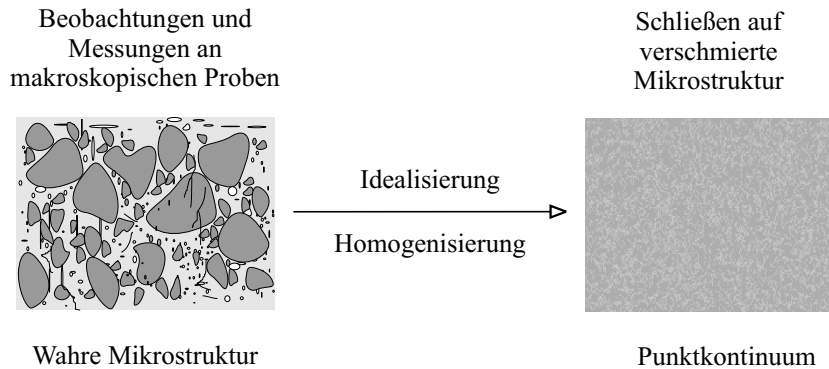 Beobachtungen und
Messungen an
makroskopischen Proben
Schließen auf
verschmierte
Mikrostruktur
Idealisierung
Homogenisierung
Wahre Mikrostruktur
Punktkontinuum